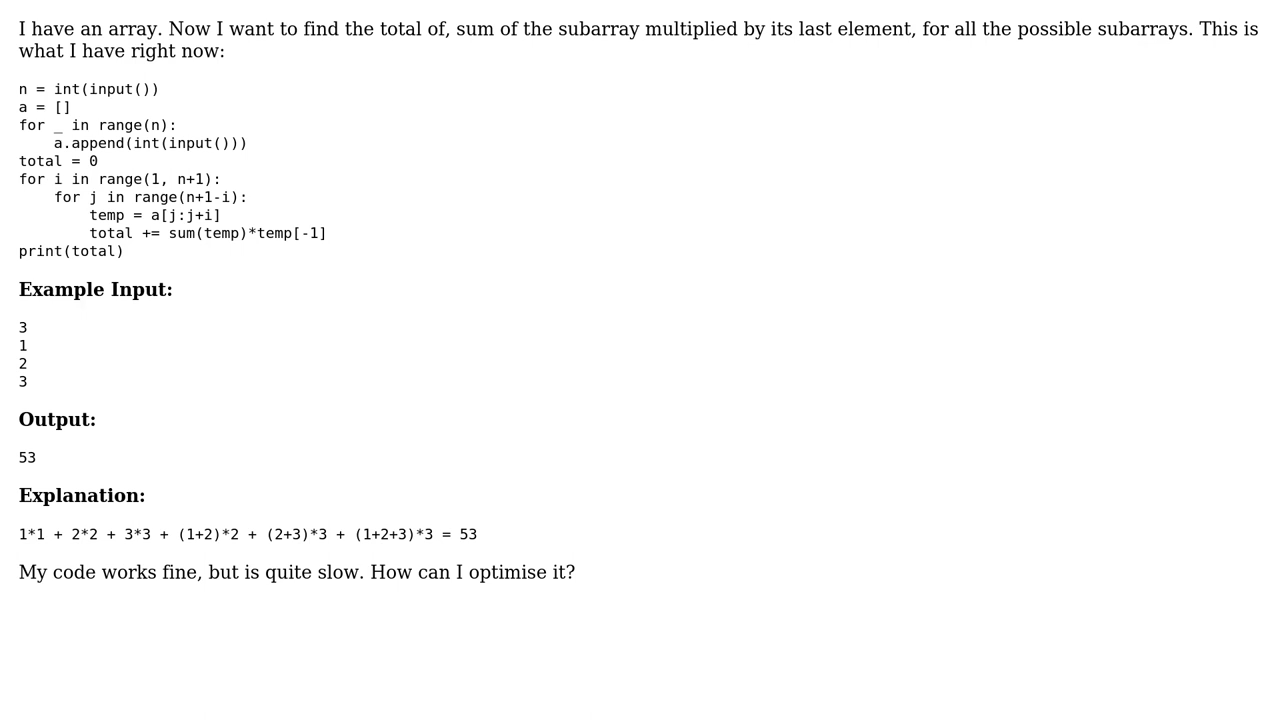 I have an array. Now I want to find the total of, sum of the subarray multiplied by its last element, for all the possible subarrays. This is
what I have right now:
n = int(input())
a = []
for _ in range(n):
    a.append(int(input()))
total = 0
for i in range(1, n+1):
    for j in range(n+1-i):
        temp = a[j:j+i]
        total += sum(temp)*temp[-1]
print(total)
Example Input:
3
1
2
3
Output:
53
Explanation:
1*1 + 2*2 + 3*3 + (1+2)*2 + (2+3)*3 + (1+2+3)*3 = 53
My code works fine, but is quite slow. How can I optimise it?